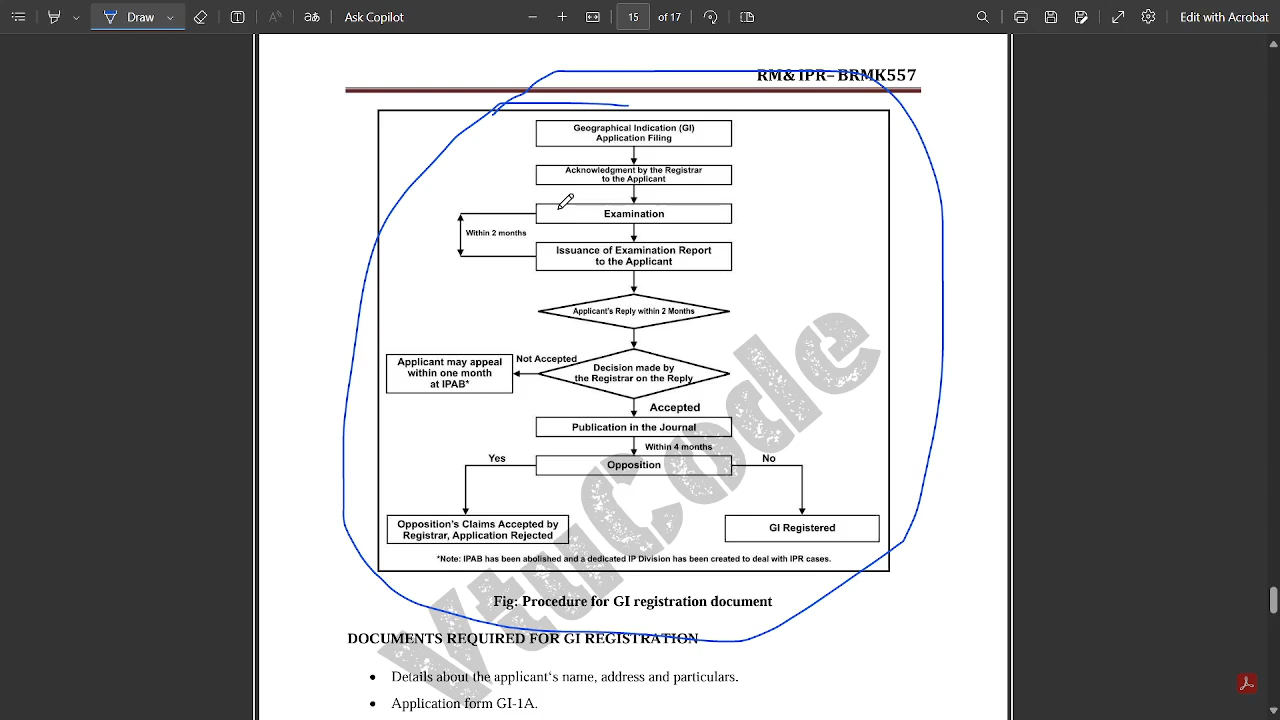 Draw
Ask Copilot
15 of 17
Edit with Acrobat
RM& IPR– BRMK557
Geographical Indication (GI)
Application Filing
Acknowledgment by the Registrar
to the Applicant
Examination
Within 2 months
Issuance of Examination Report
to the Applicant
Applicant's Reply within 2 Months
Not Accepted
Applicant may appeal
within one month
at IPAB*
Decision made by
the Registrar on the Reply
Accepted
Publication in the Journal
Within 4 months
Yes
Opposition
No
Opposition's Claims Accepted by
Registrar, Application Rejected
GI Registered
*Note: IPAB has been abolished and a dedicated IP Division has been created to deal with IPR cases.
Fig: Procedure for GI registration document
DOCUMENTS REQUIRED FOR GI REGISTRATION
• Details about the applicant's name, address and particulars.
• Application form GI-1A.
VtuCode